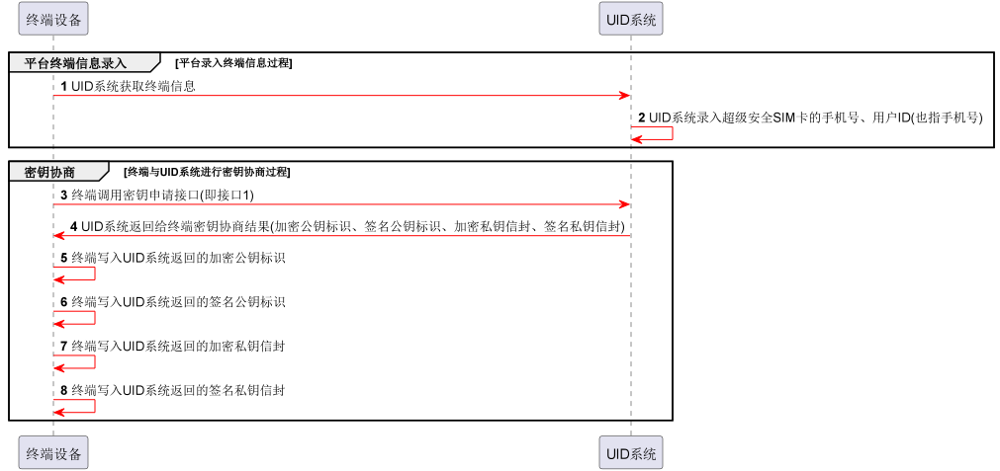 终端设备 UID系统
平台终端信息录入 [平台录入终端信息过程]
1 UID系统获取终端信息
2 UID系统录入超级安全SIM卡的手机号、用户ID(也指手机号)
密钥协商 [终端与UID系统进行密钥协商过程]
3 终端调用密钥申请接口(即接口1)
4 UID系统返回给终端密钥协商结果(加密公钥标识、签名公钥标识、加密私钥信封、签名私钥信封)
5 终端写入UID系统返回的加密公钥标识
6 终端写入UID系统返回的签名公钥标识
7 终端写入UID系统返回的加密私钥信封
8 终端写入UID系统返回的签名私钥信封
终端设备 UID系统